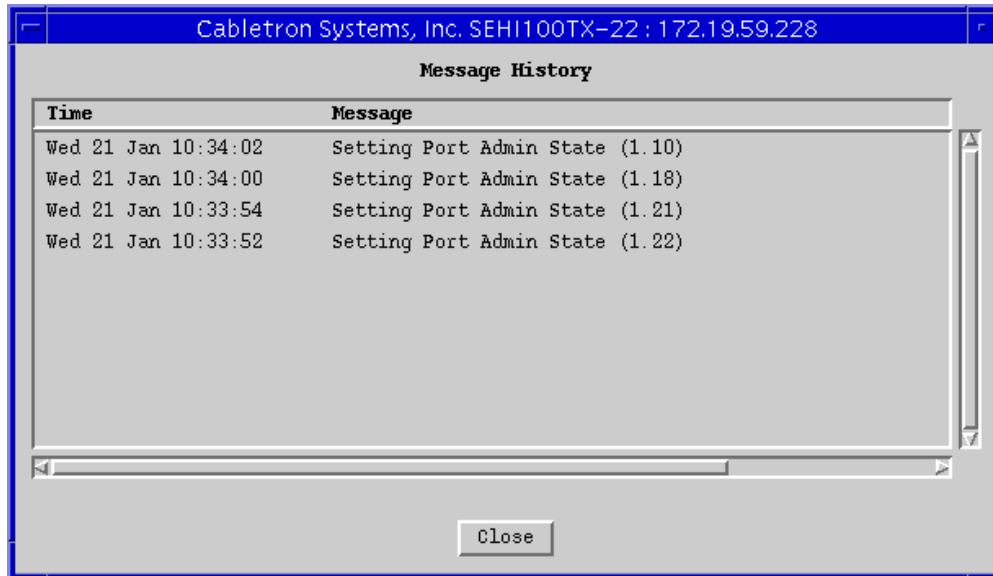 Cabletron Systems, Inc. SEHI100TX-22 : 172.19.59.228
Message History
Time Message
Wed 21 Jan 10:34:02 Setting Port Admin State (1.10)
Wed 21 Jan 10:34:00 Setting Port Admin State (1.18)
Wed 21 Jan 10:33:54 Setting Port Admin State (1.21)
Wed 21 Jan 10:33:52 Setting Port Admin State (1.22)
Close